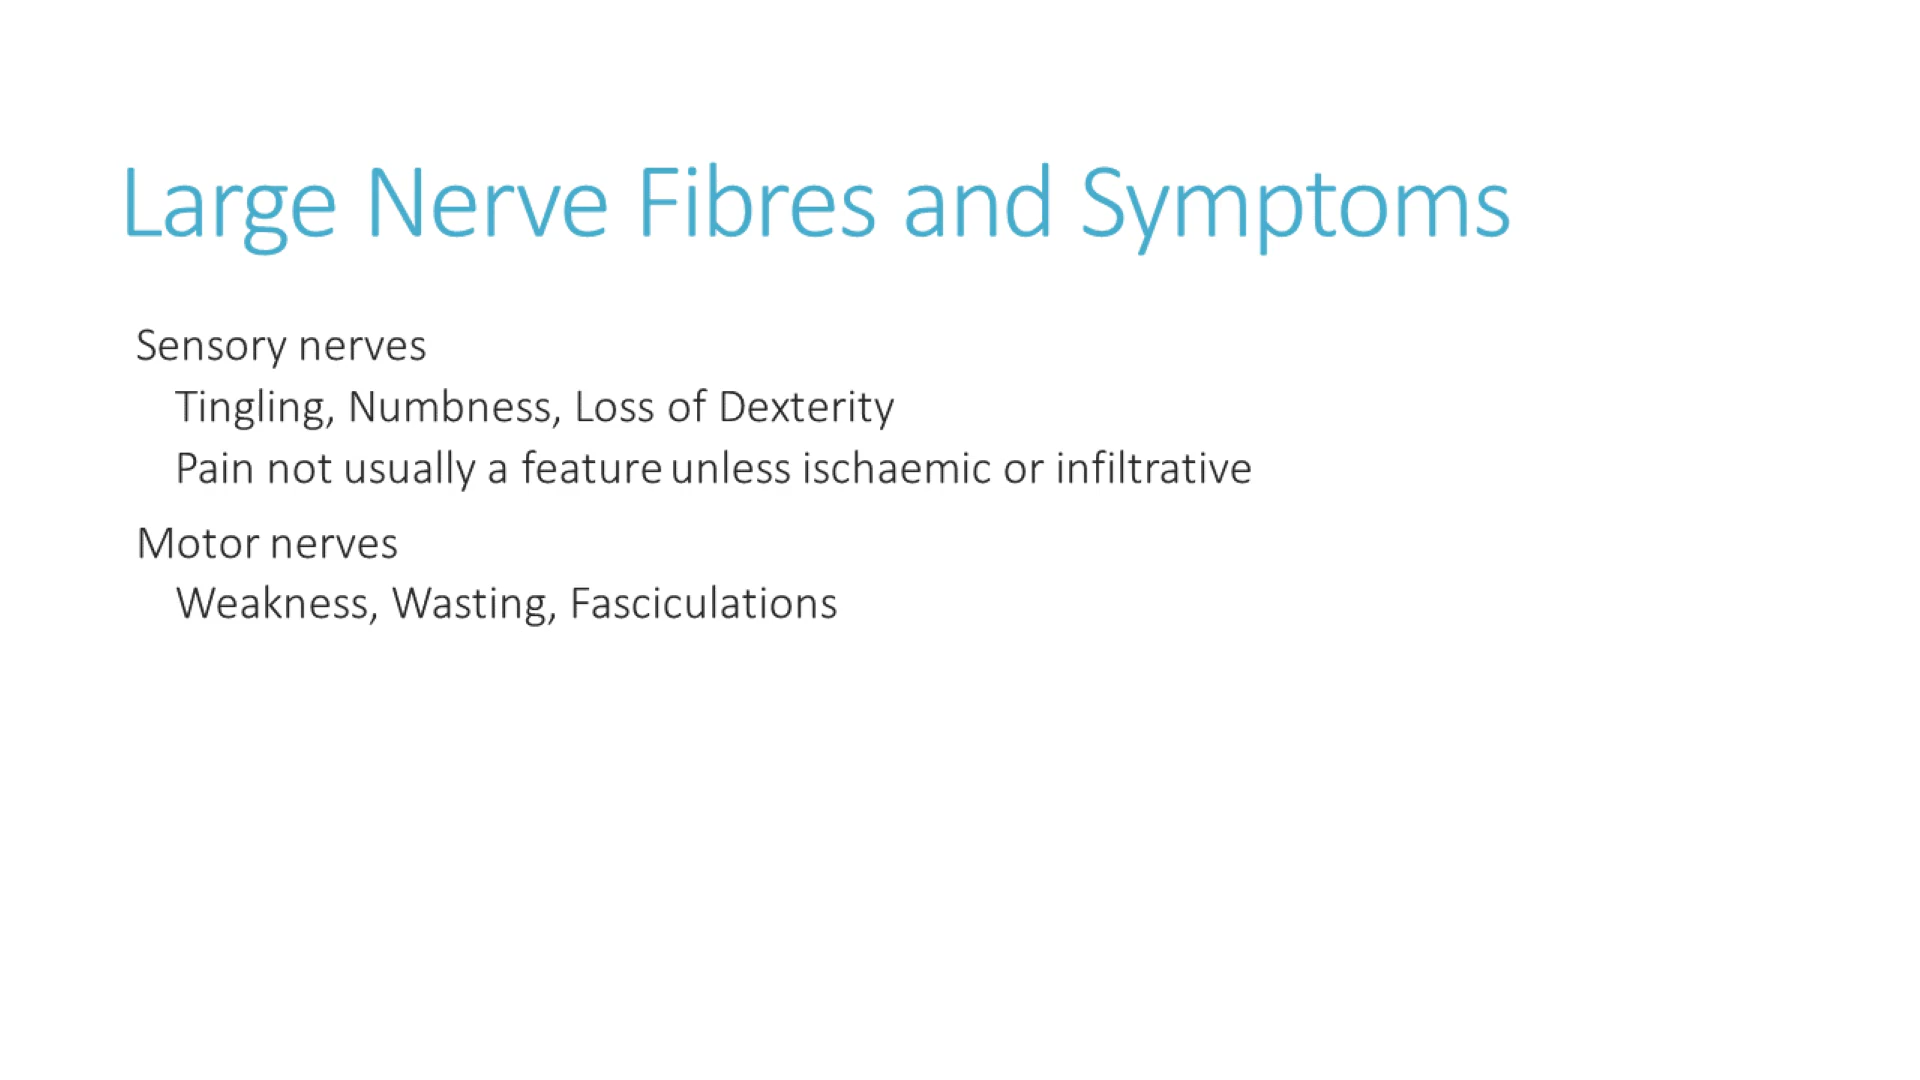 Large Nerve Fibres and Symptoms
Sensory nerves
Tingling, Numbness, Loss of Dexterity
Pain not usually a feature unless ischaemic or infiltrative
Motor nerves
Weakness, Wasting, Fasciculations